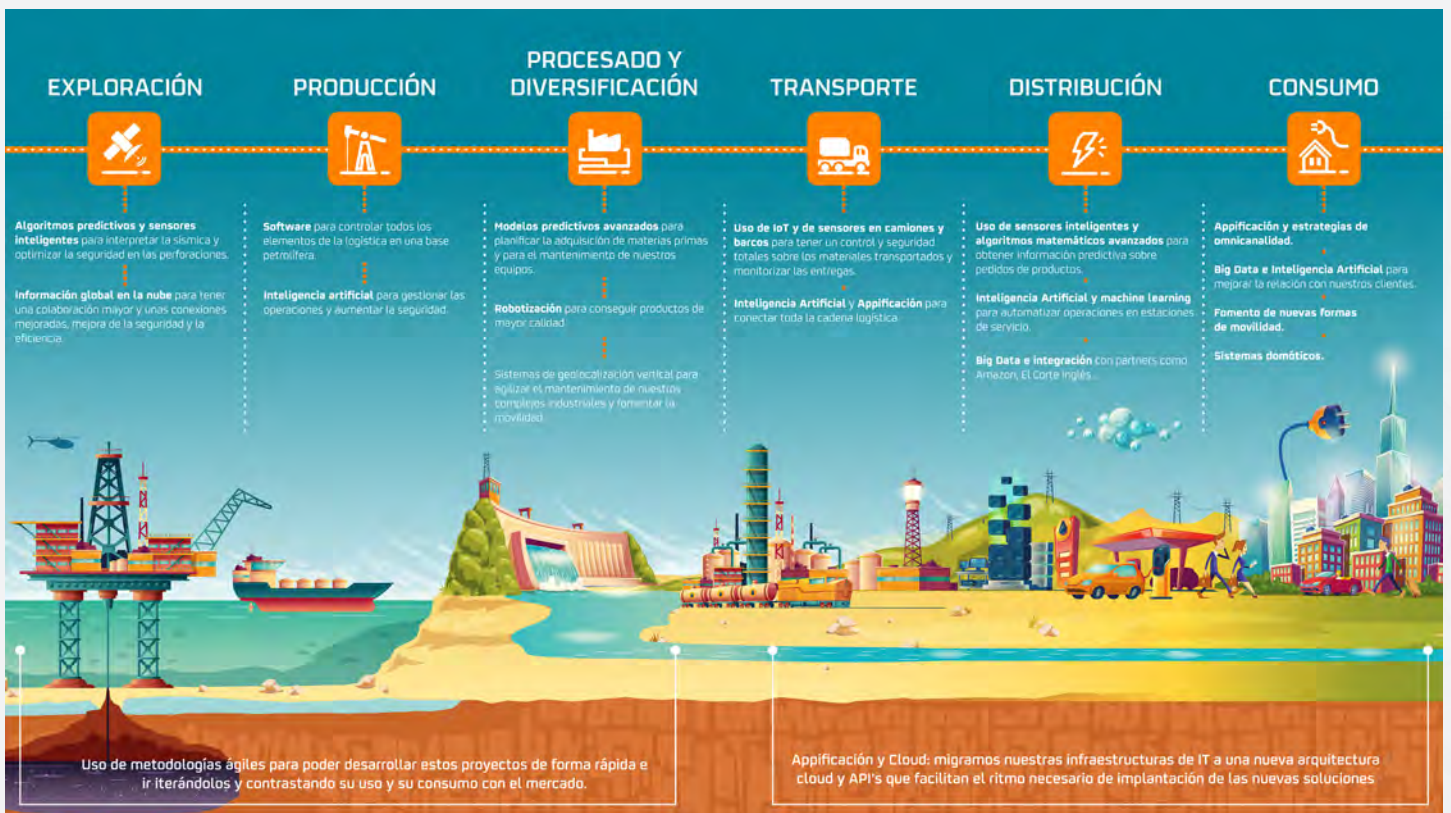 EXPLORACIÓN
Algoritmos predictivos y sensores
inteligentes para interpretar la sísmica y
optimizar la seguridad en las perforaciones.
Información global en la nube para tener
una colaboración mayor y unas conexiones
mejoradas, mejora de la seguridad y la
eficiencia.
PRODUCCIÓN
Software para controlar todos los
elementos de la logística en una base
petrolífera.
Inteligencia artificial para gestionar las
operaciones y aumentar la seguridad.
PROCESADO Y
DIVERSIFICACIÓN
Modelos predictivos avanzados para
planificar la adquisición de materias primas
y para el mantenimiento de nuestros
equipos.
Robotización para conseguir productos de
mayor calidad.
Sistemas de geolocalización vertical para
agilizar el mantenimiento de nuestros
complejos industriales y fomentar la
movilidad.
TRANSPORTE
Uso de IoT y de sensores en camiones y
barcos para tener un control y seguridad
totales sobre los materiales transportados y
monitorizar las entregas.
Inteligencia Artificial y Appificación para
conectar toda la cadena logística.
DISTRIBUCIÓN
Uso de sensores inteligentes y
algoritmos matemáticos avanzados para
obtener información predictiva sobre
pedidos de productos.
Inteligencia Artificial y machine learning
para automatizar operaciones en estaciones
de servicio.
Big Data e integración con partners como
Amazon, El Corte Inglés...
CONSUMO
Appificación y estrategias de
omnicanalidad.
Big Data e Inteligencia Artificial para
mejorar la relación con nuestros clientes.
Fomento de nuevas formas
de movilidad.
Sistemas domóticos.
Uso de metodologías ágiles para poder desarrollar estos proyectos de forma rápida e
ir iterándolos y contrastando su uso y su consumo con el mercado.
Appificación y Cloud: migramos nuestras infraestructuras de IT a una nueva arquitectura
cloud y API's que facilitan el ritmo necesario de implantación de las nuevas soluciones